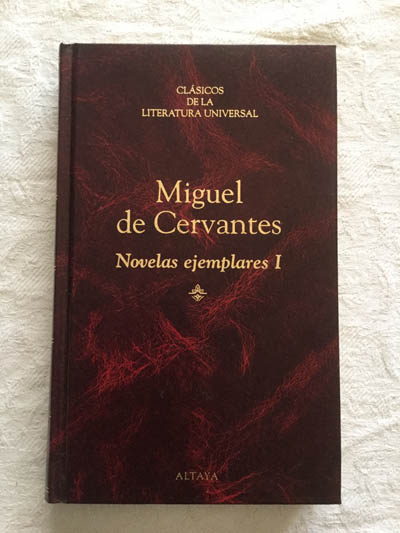 CLÁSICOS
DE LA
LITERATURA UNIVERSAL
Miguel
de Cervantes
Novelas ejemplares I
ALTAYA